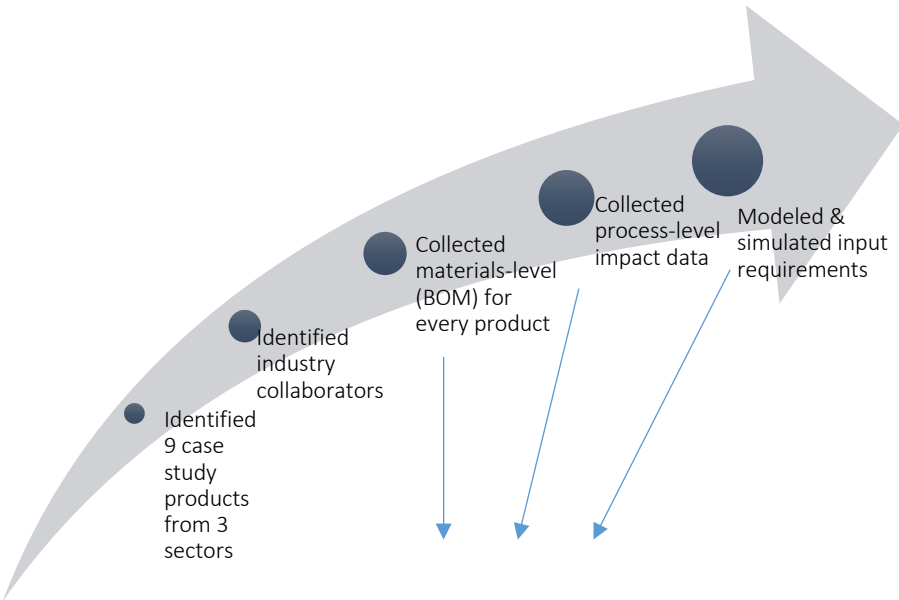 Identified
9 case
study
products
from 3
sectors
Identified
industry
collaborators
Collected
materials-level
(BOM) for
every product
Collected
process-level
impact data
Modeled &
simulated input
requirements